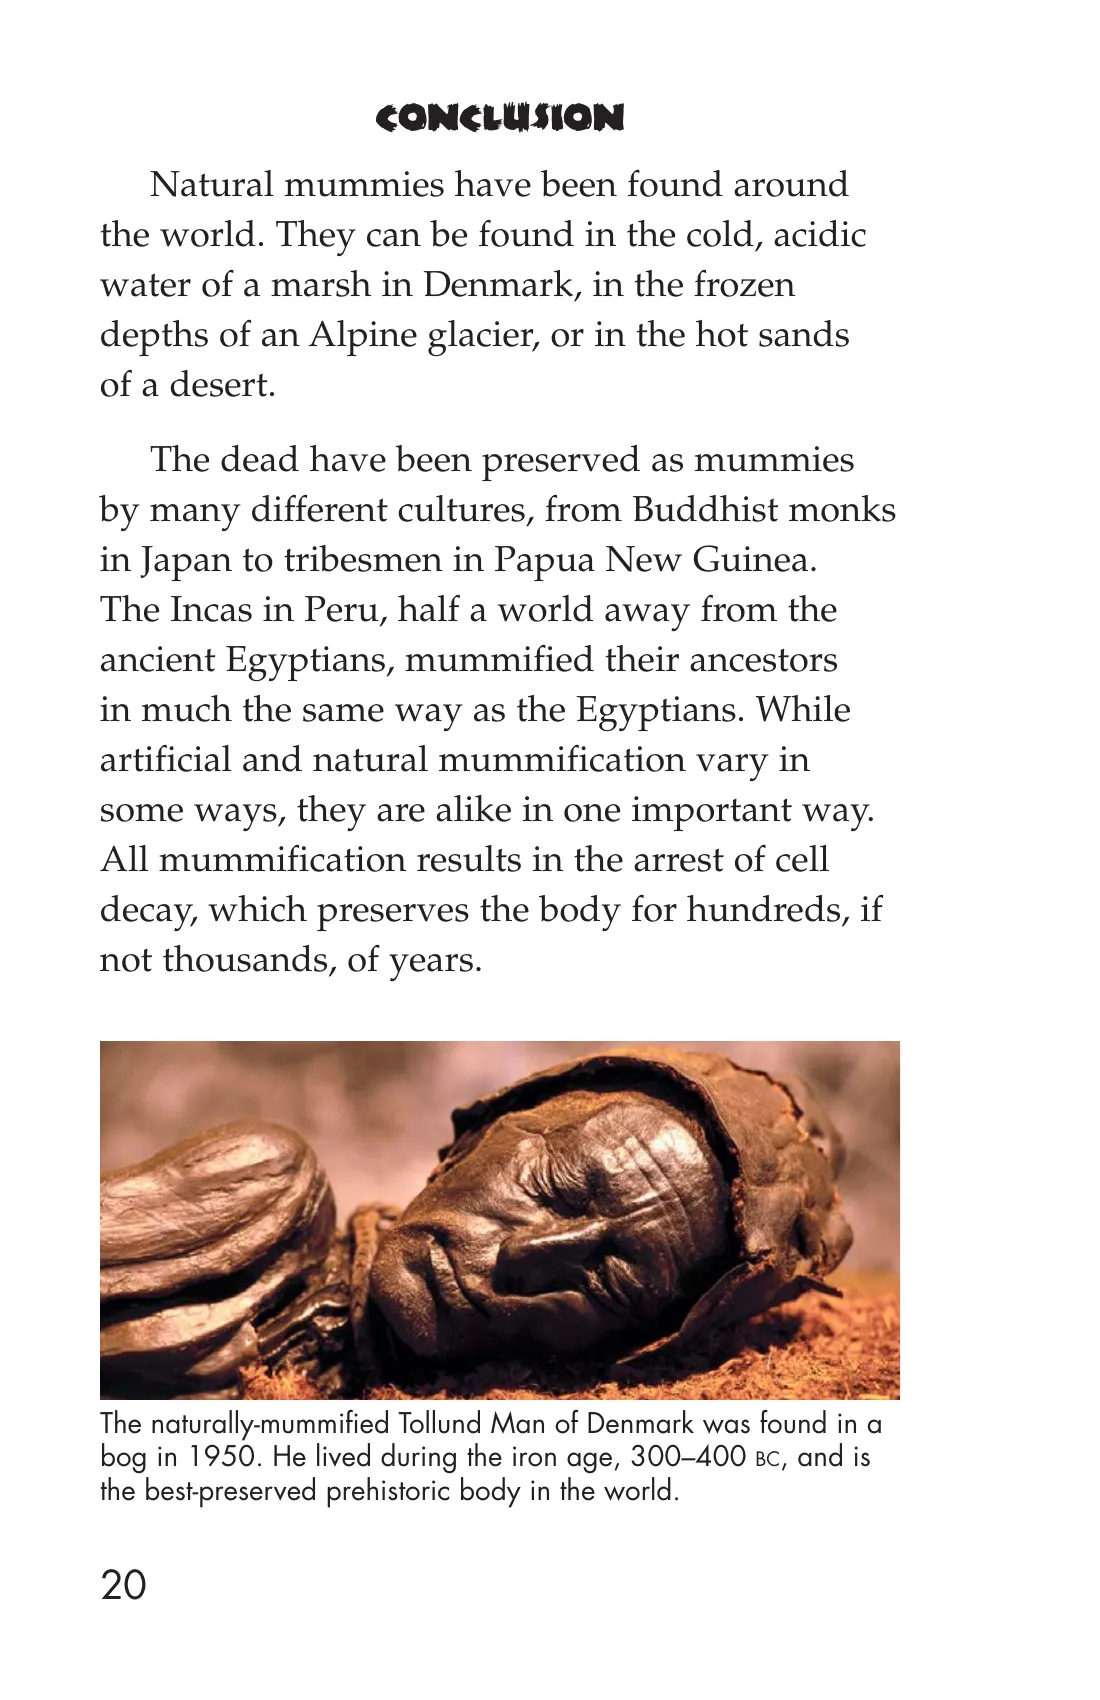 CONCLUSION
Natural mummies have been found around
the world. They can be found in the cold, acidic
water of a marsh in Denmark, in the frozen
depths of an Alpine glacier, or in the hot sands
of a desert.
The dead have been preserved as mummies
by many different cultures, from Buddhist monks
in Japan to tribesmen in Papua New Guinea.
The Incas in Peru, half a world away from the
ancient Egyptians, mummified their ancestors
in much the same way as the Egyptians. While
artificial and natural mummification vary in
some ways, they are alike in one important way.
All mummification results in the arrest of cell
decay, which preserves the body for hundreds, if
not thousands, of years.
The naturally-mummified Tollund Man of Denmark was found in a
bog in 1950. He lived during the iron age, 300–400 BC, and is
the best-preserved prehistoric body in the world.
20